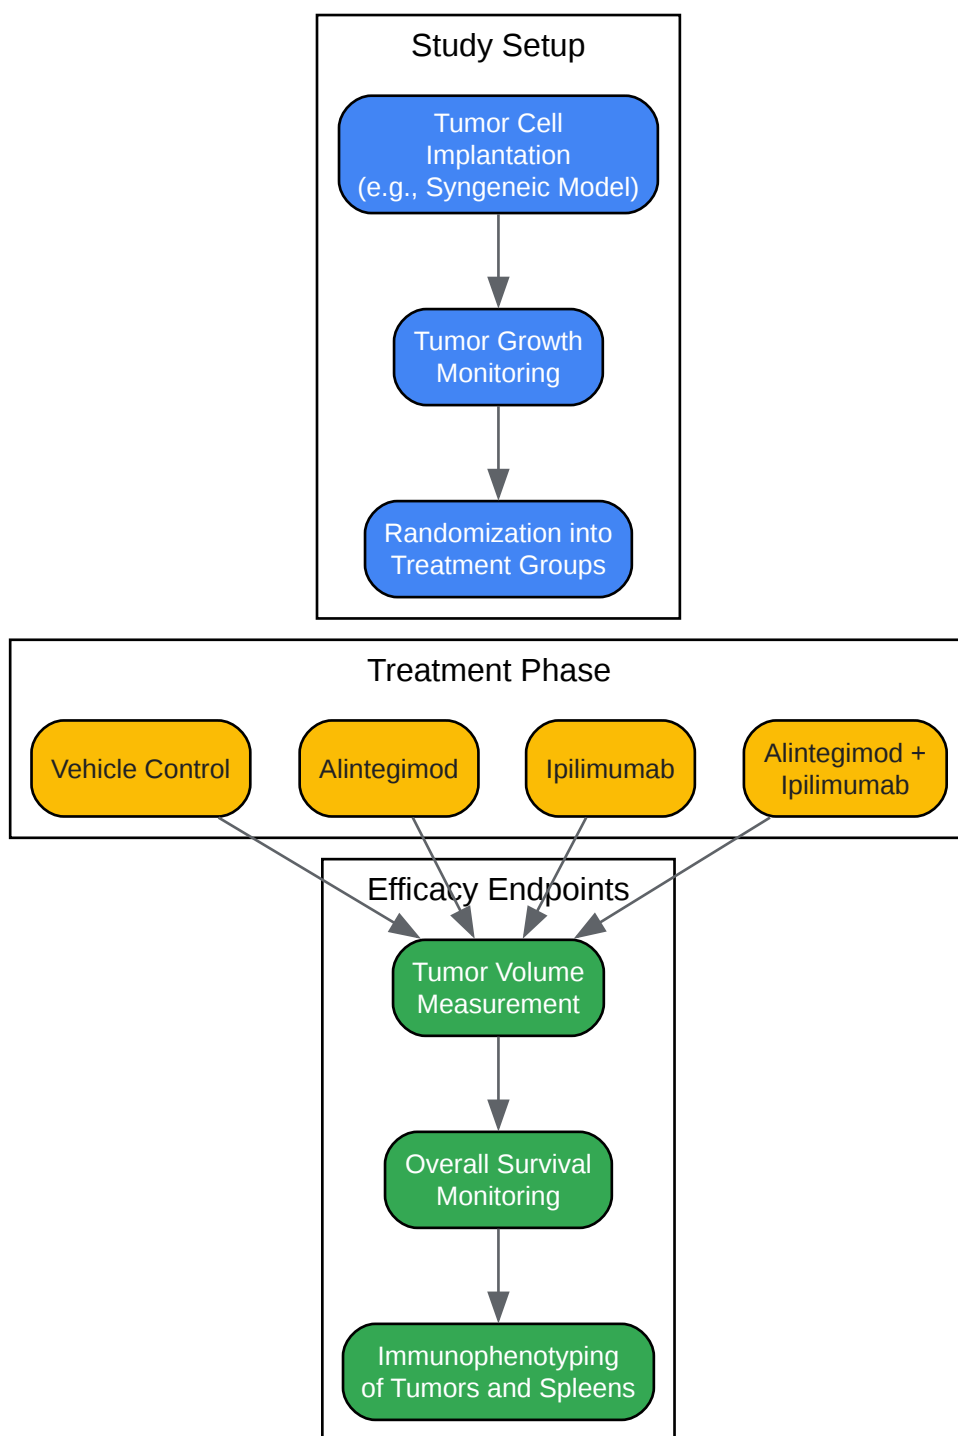 Study Setup
Tumor Cell
Implantation
(e.g., Syngeneic Model)
Tumor Growth
Monitoring
Randomization into
Treatment Groups
Treatment Phase
Vehicle Control
Alintegimod
Ipilimumab
Alintegimod +
Ipilimumab
Efficacy Endpoints
Tumor Volume
Measurement
Overall Survival
Monitoring
Immunophenotyping
of Tumors and Spleens